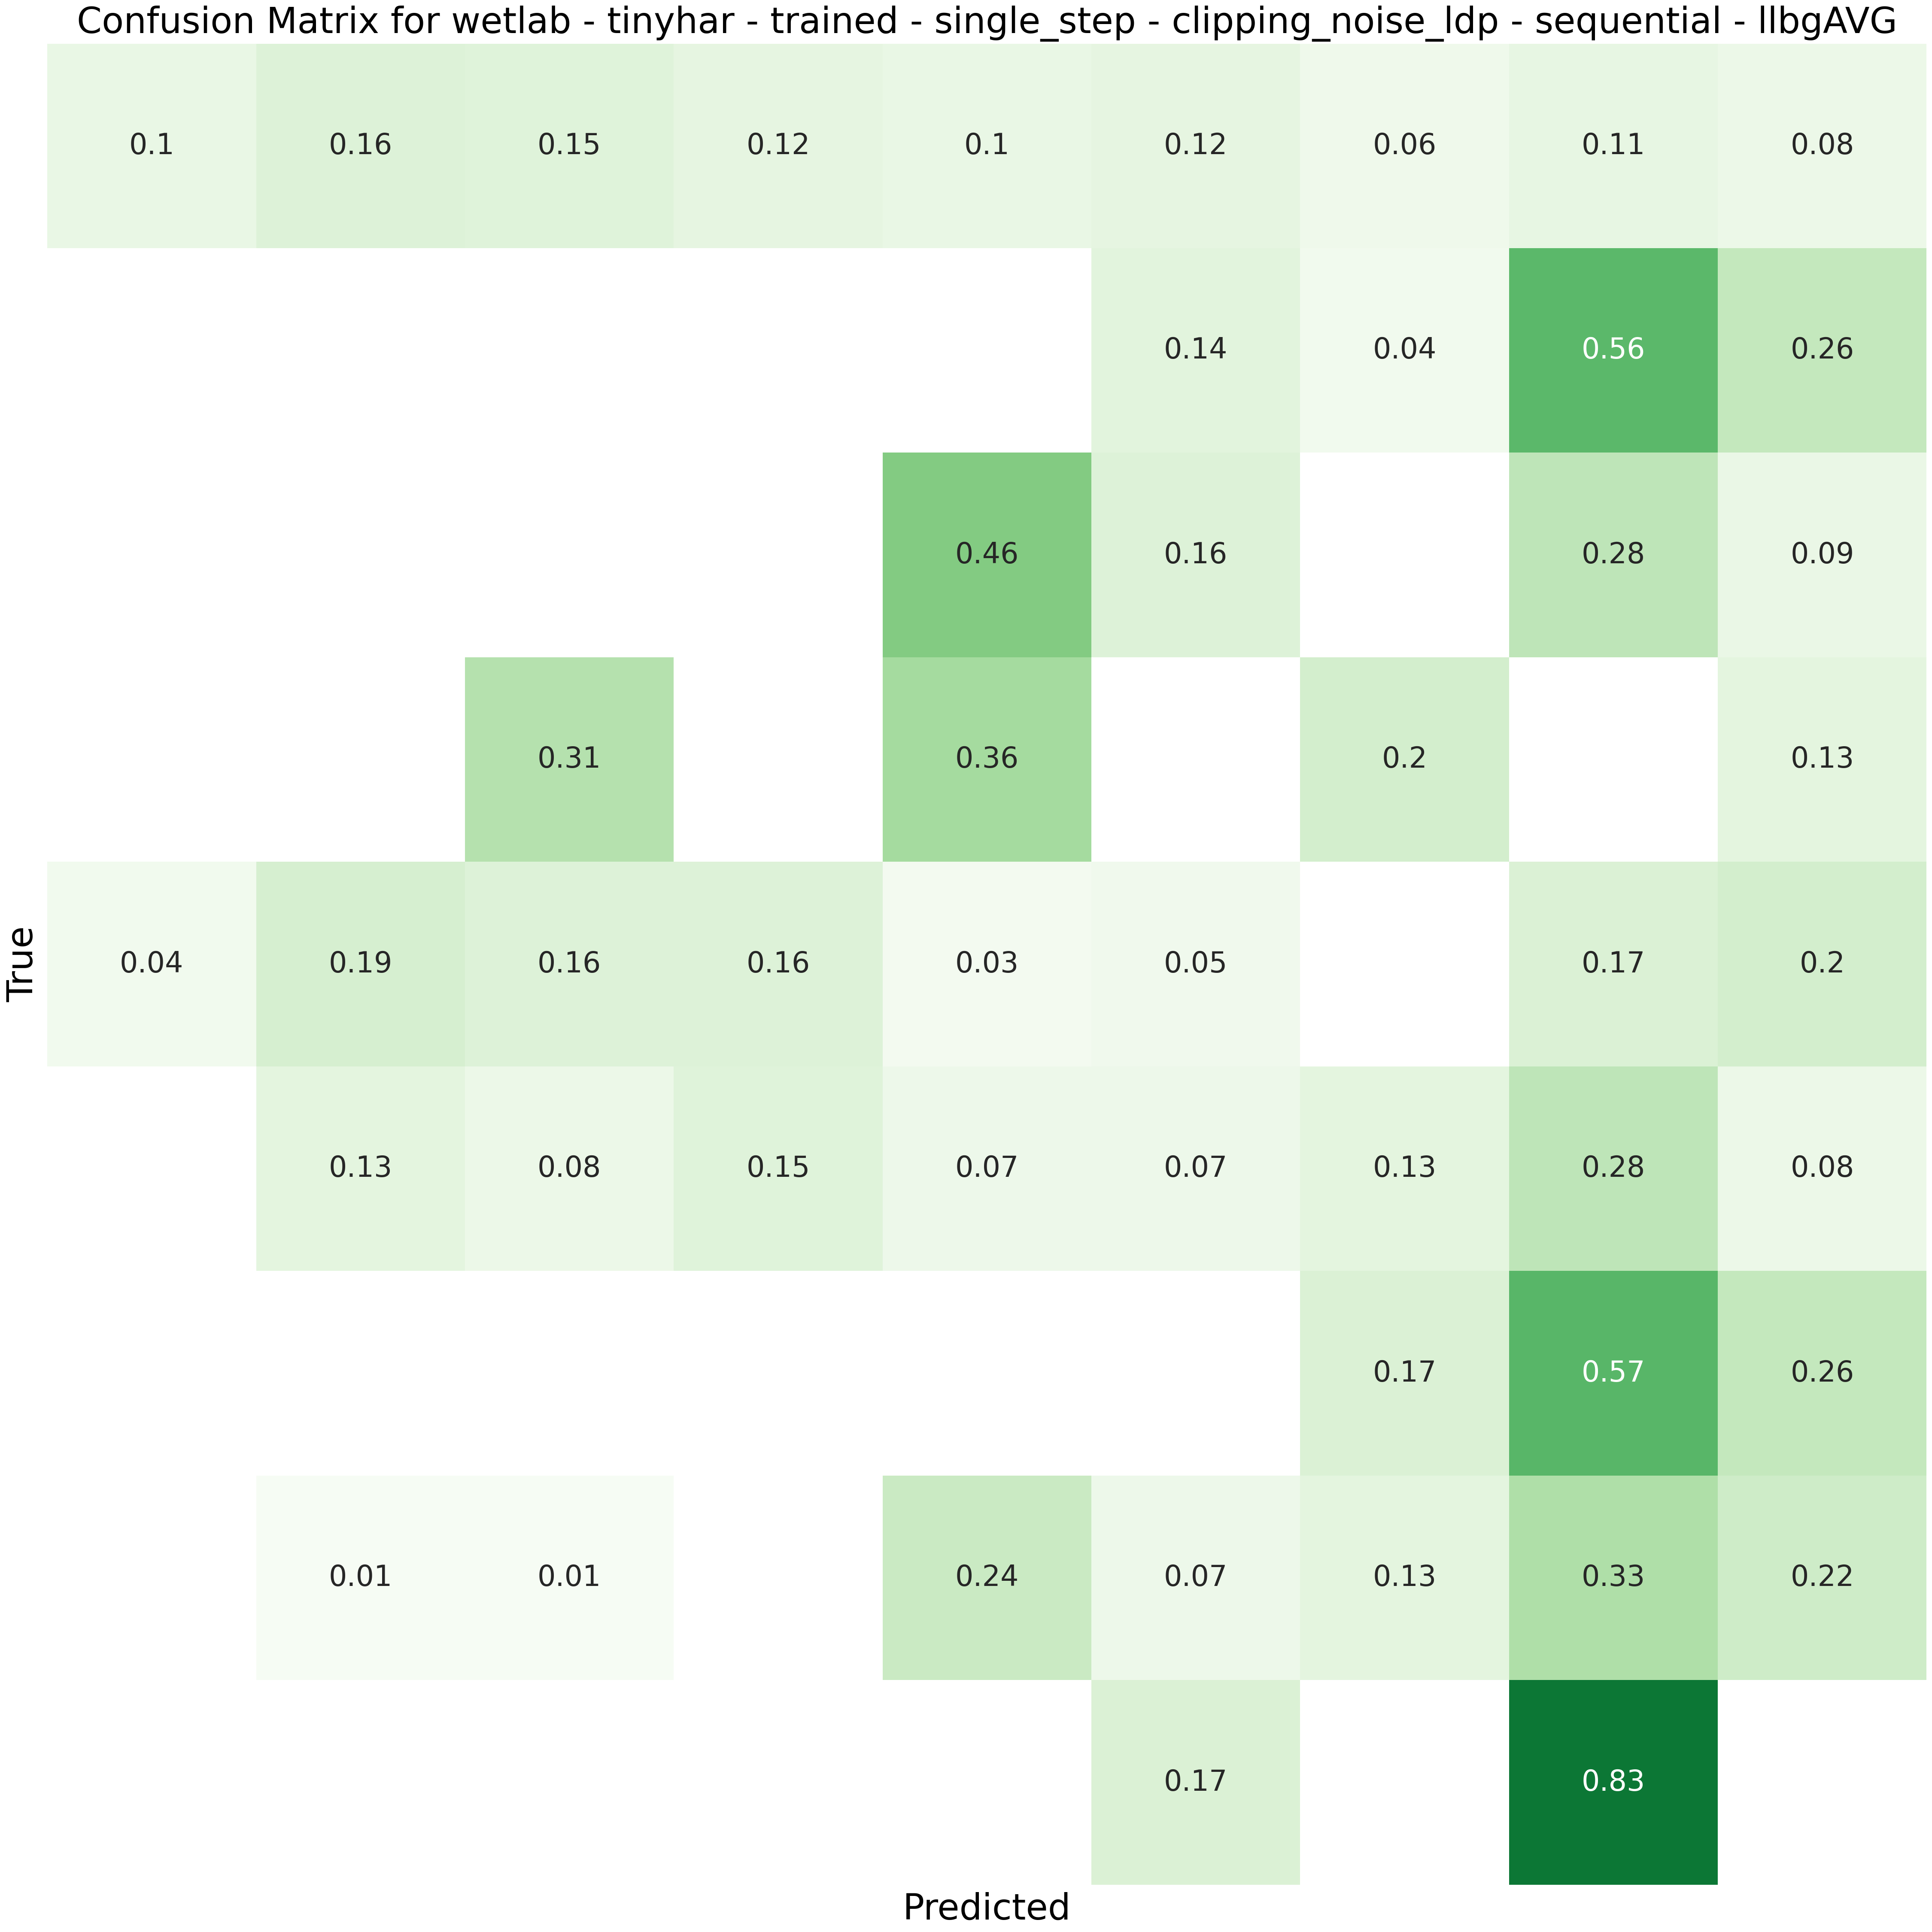 Confusion Matrix for wetlab - tinyhar - trained - single_step - clipping_noise_ldp - sequential - llbgAVG
0.1 0.16 0.15 0.12 0.1 0.12 0.06 0.11 0.08
0.14 0.04 0.56 0.26
0.46 0.16 0.28 0.09
0.31 0.36 0.2 0.13
True
0.04 0.19 0.16 0.16 0.03 0.05 0.17 0.2
0.13 0.08 0.15 0.07 0.07 0.13 0.28 0.08
0.17 0.57 0.26
0.01 0.01 0.24 0.07 0.13 0.33 0.22
0.17 0.83
Predicted